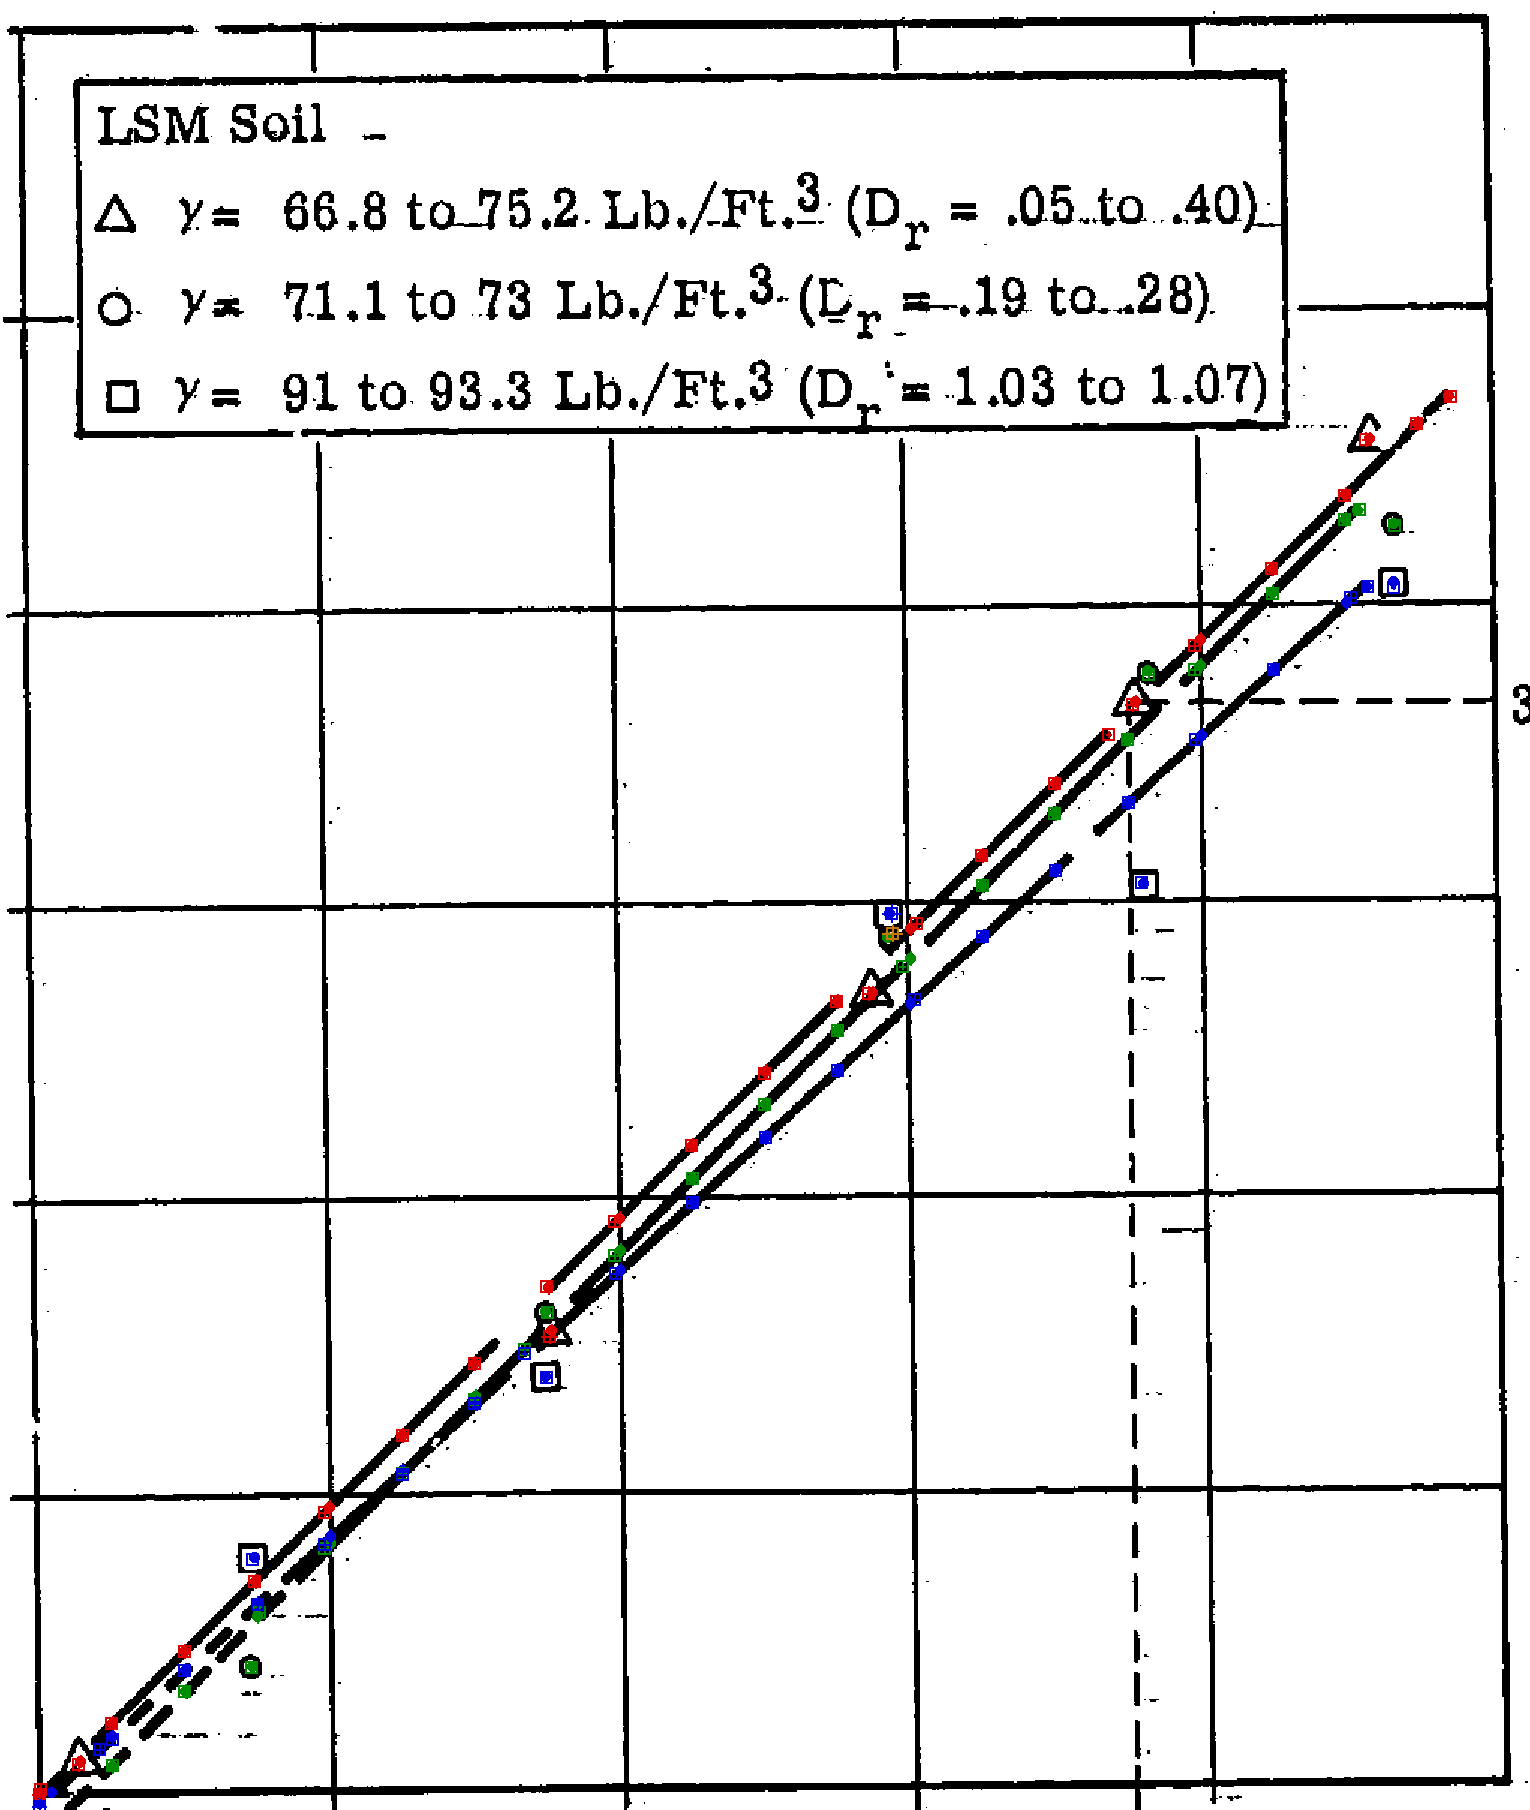 LSM Soil
△ γ = 66.8 to 75.2 Lb./Ft.³ (Dr = .05 to .40)
○ γ = 71.1 to 73 Lb./Ft.³ (Dr = .19 to .28)
□ γ = 91 to 93.3 Lb./Ft.³ (Dr = 1.03 to 1.07)
3